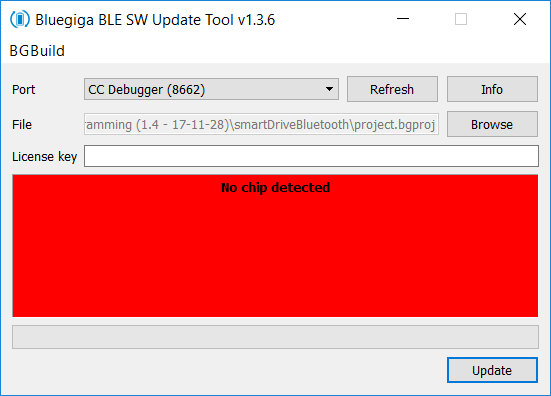 Bluegiga BLE SW Update Tool v1.3.6
BGBuild
Port CC Debugger (8662) Refresh Info
File ramming (1.4 - 17-11-28)\smartDriveBluetooth\project.bgproj Browse
License key
No chip detected
Update